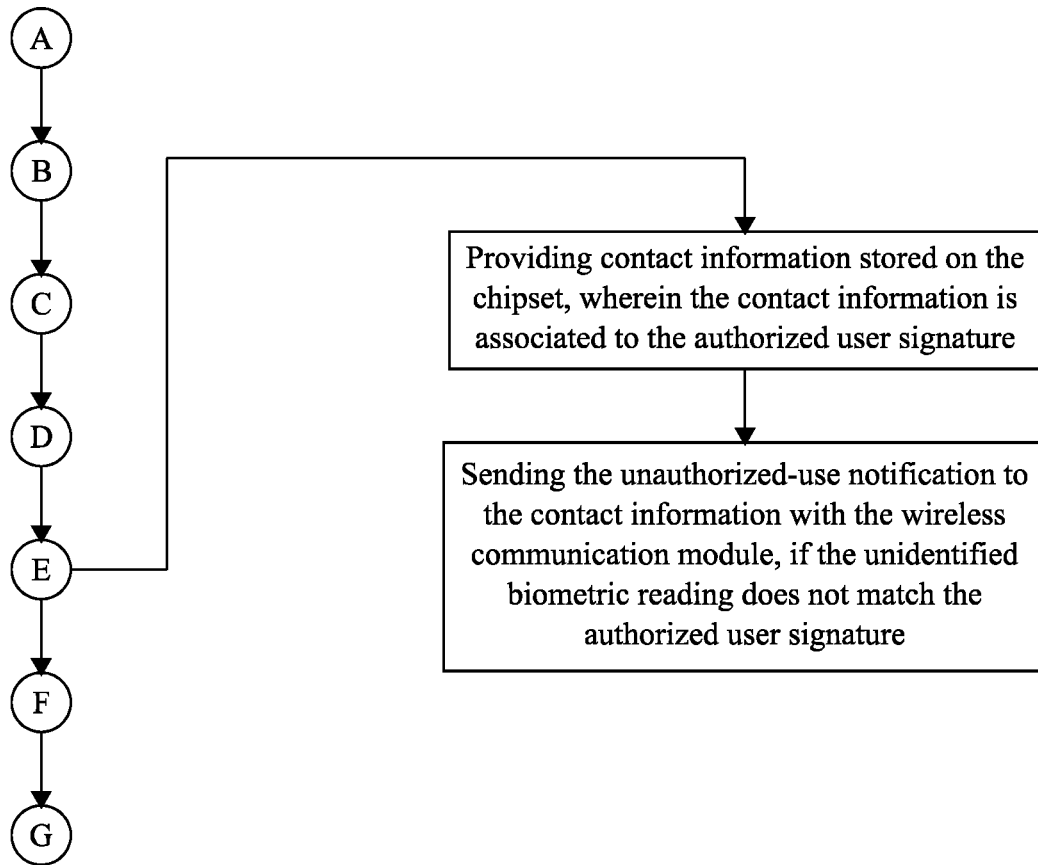 A
B
C
D
E
F
G
Providing contact information stored on the
chipset, wherein the contact information is
associated to the authorized user signature
Sending the unauthorized-use notification to
the contact information with the wireless
communication module, if the unidentified
biometric reading does not match the
authorized user signature